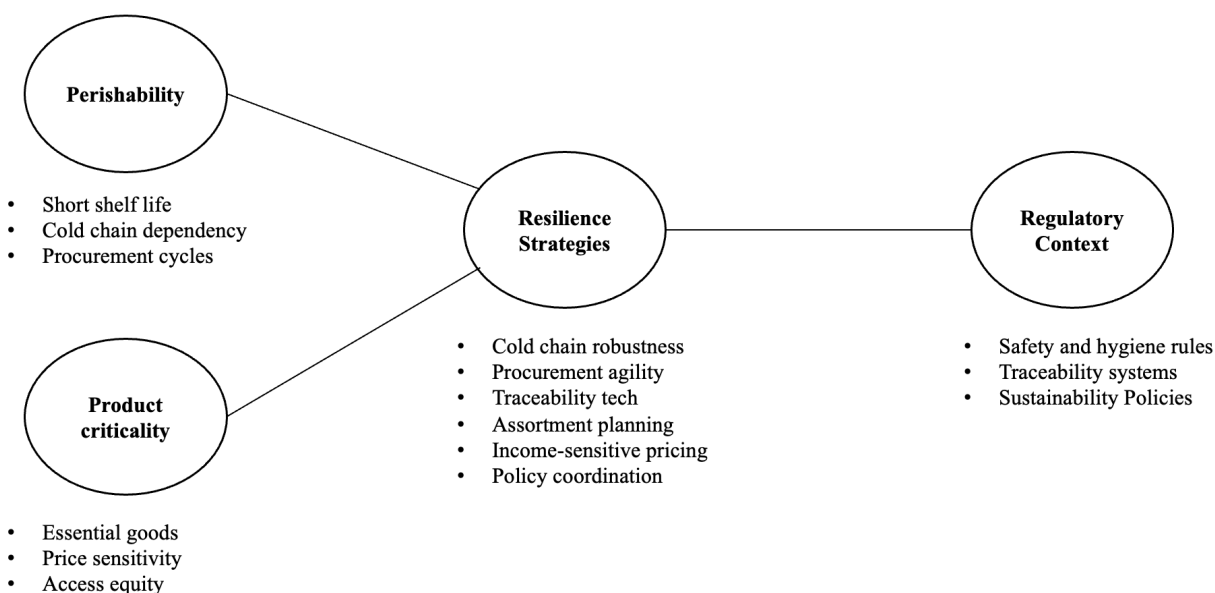 Perishability
• Short shelf life
• Cold chain dependency
• Procurement cycles
Product
criticality
• Essential goods
• Price sensitivity
• Access equity
Resilience
Strategies
• Cold chain robustness
• Procurement agility
• Traceability tech
• Assortment planning
• Income-sensitive pricing
• Policy coordination
Regulatory
Context
• Safety and hygiene rules
• Traceability systems
• Sustainability Policies